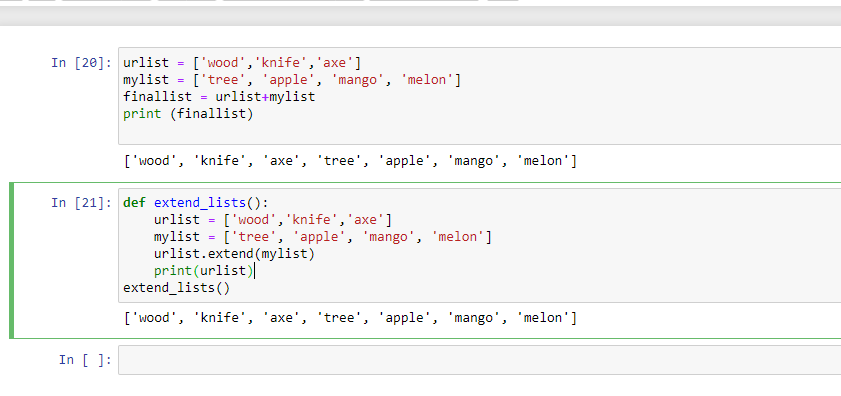 In [20]: urlist = ['wood','knife','axe']
mylist = ['tree', 'apple', 'mango', 'melon']
finallist = urlist+mylist
print (finallist)
['wood', 'knife', 'axe', 'tree', 'apple', 'mango', 'melon']
In [21]: def extend_lists():
    urlist = ['wood','knife','axe']
    mylist = ['tree', 'apple', 'mango', 'melon']
    urlist.extend(mylist)
    print(urlist)
extend_lists()
['wood', 'knife', 'axe', 'tree', 'apple', 'mango', 'melon']
In [ ]: